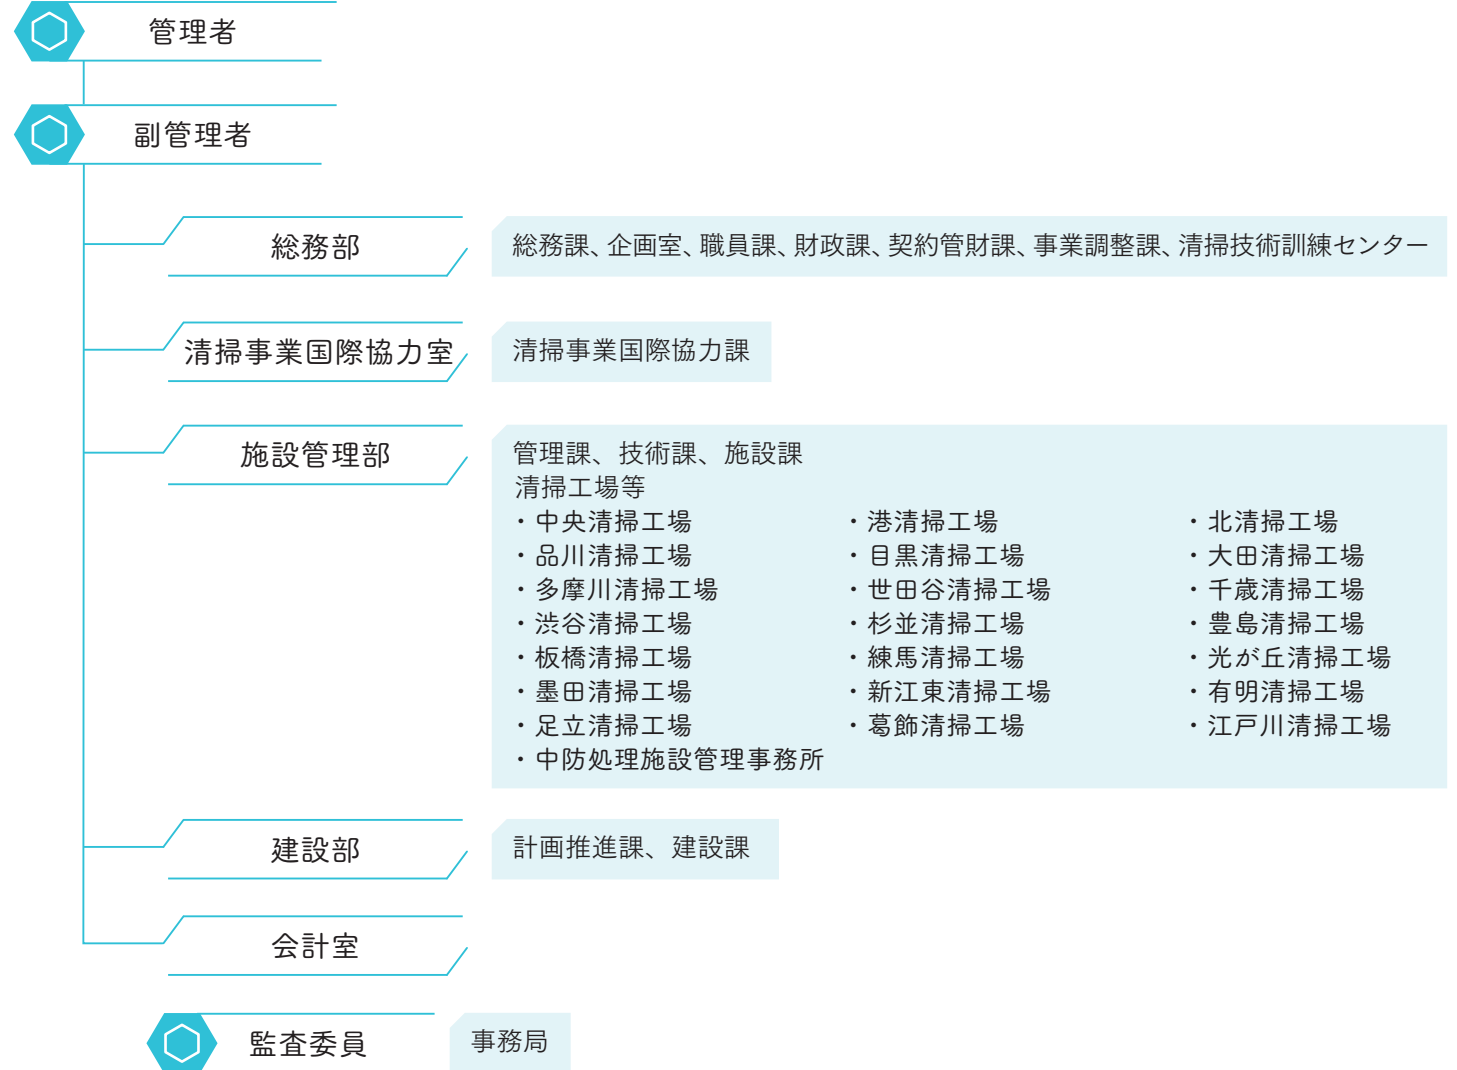 管理者
副管理者
総務部
総務課、企画室、職員課、財政課、契約管財課、事業調整課、清掃技術訓練センター
清掃事業国際協力室
清掃事業国際協力課
施設管理部
管理課、技術課、施設課
清掃工場等
・中央清掃工場 ・港清掃工場 ・北清掃工場
・品川清掃工場 ・目黒清掃工場 ・大田清掃工場
・多摩川清掃工場 ・世田谷清掃工場 ・千歳清掃工場
・渋谷清掃工場 ・杉並清掃工場 ・豊島清掃工場
・板橋清掃工場 ・練馬清掃工場 ・光が丘清掃工場
・墨田清掃工場 ・新江東清掃工場 ・有明清掃工場
・足立清掃工場 ・葛飾清掃工場 ・江戸川清掃工場
・中防処理施設管理事務所
建設部
計画推進課、建設課
会計室
監査委員
事務局